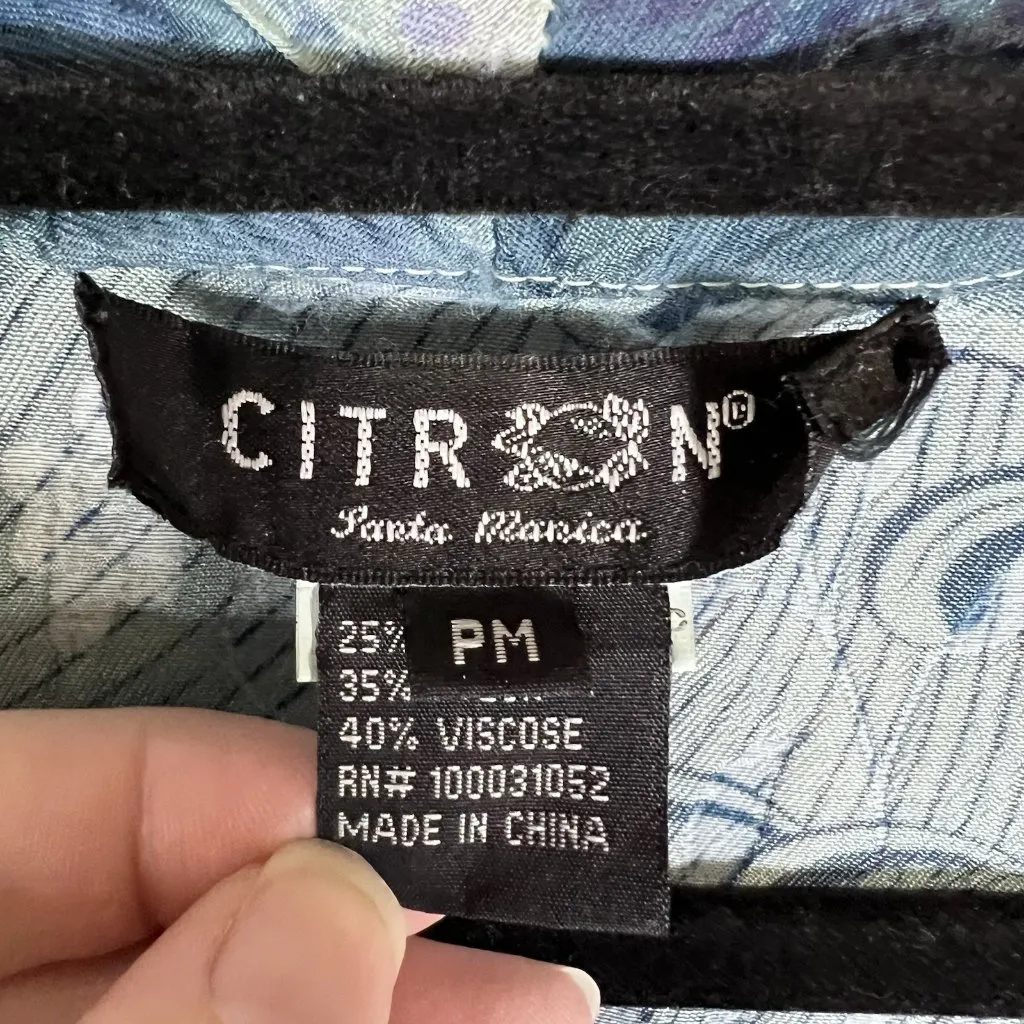 CITRON®
Santa Monica
PM
25%
35%
40% VISCOSE
RN# 100031052
MADE IN CHINA